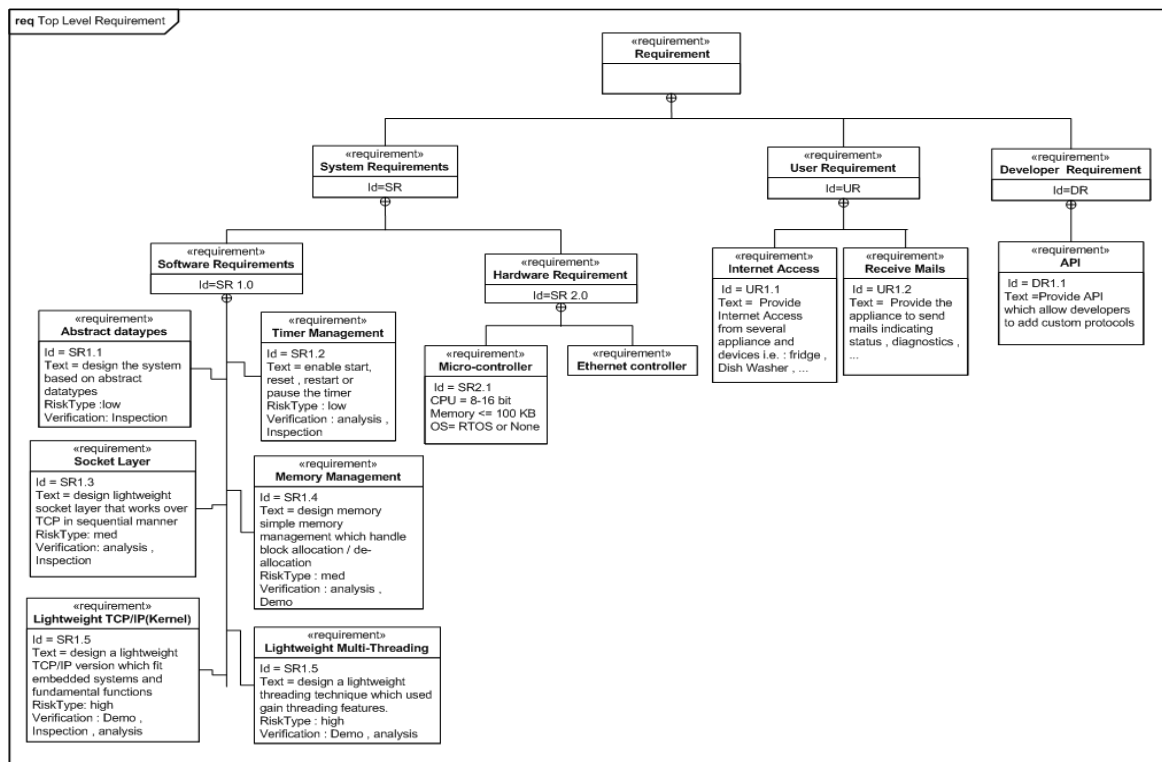 req Top Level Requirement
«requirement»
Requirement
«requirement»
System Requirements
Id=SR
«requirement»
User Requirement
Id=UR
«requirement»
Developer  Requirement
Id=DR
«requirement»
Software Requirements
Id=SR 1.0
«requirement»
Hardware Requirement
Id=SR 2.0
«requirement»
Internet Access
Id = UR1.1
Text =  Provide
Internet Access
from several
appliance and
devices i.e. : fridge ,
Dish Washer , ...
«requirement»
Receive Mails
Id = UR1.2
Text =  Provide the
appliance to send
mails indicating
status , diagnostics ,
...
«requirement»
API
Id = DR1.1
Text =Provide API
which allow developers
to add custom protocols
«requirement»
Abstract dataypes
Id = SR1.1
Text = design the system
based on abstract
datatypes
RiskType :low
Verification: Inspection
«requirement»
Timer Management
Id = SR1.2
Text = enable start,
reset , restart or
pause the timer
RiskType : low
Verification : analysis ,
Inspection
«requirement»
Micro-controller
Id = SR2.1
CPU = 8-16 bit
Memory <= 100 KB
OS= RTOS or None
«requirement»
Ethernet controller
«requirement»
Socket Layer
Id = SR1.3
Text = design lightweight
socket layer that works over
TCP in sequential manner
RiskType: med
Verification: analysis ,
Inspection
«requirement»
Memory Management
Id = SR1.4
Text = design memory
simple memory
management which handle
block allocation / de-
allocation
RiskType : med
Verification : analysis ,
Demo
«requirement»
Lightweight TCP/IP(Kernel)
Id = SR1.5
Text = design a lightweight
TCP/IP version which fit
embedded systems and
fundamental functions
RiskType: high
Verification : Demo ,
Inspection , analysis
«requirement»
Lightweight Multi-Threading
Id = SR1.5
Text = design a lightweight
threading technique which used
gain threading features.
RiskType : high
Verification : Demo , analysis